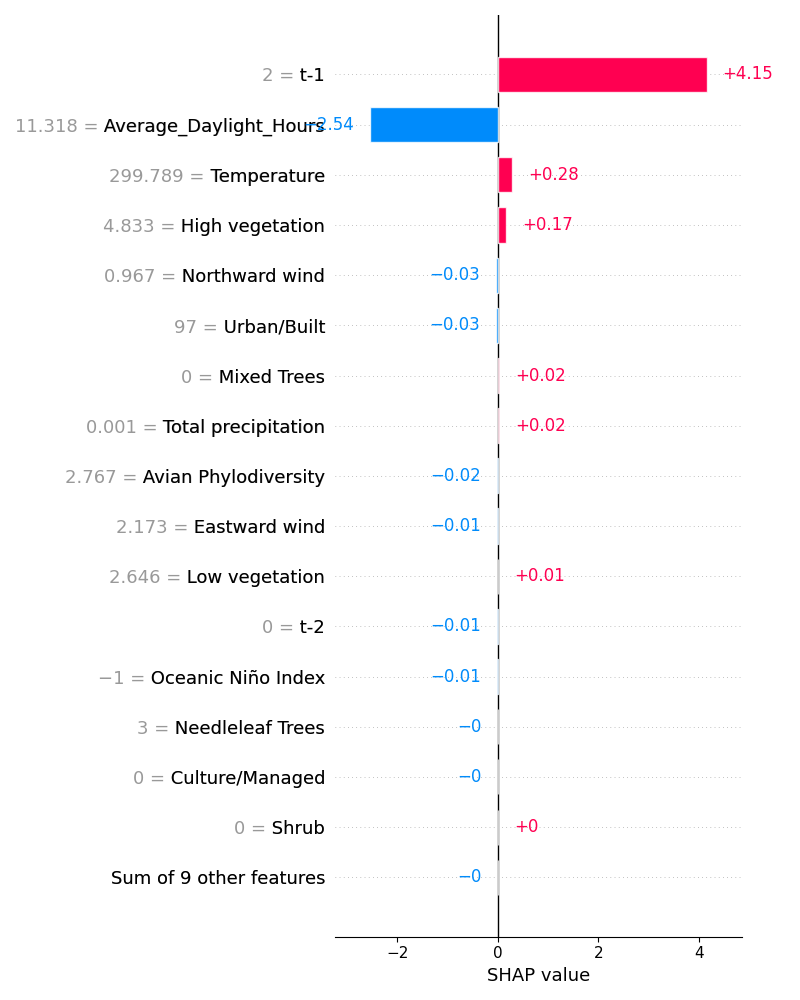 2 = t-1 +4.15
11.318 = Average_Daylight_Hours −2.54
299.789 = Temperature +0.28
4.833 = High vegetation +0.17
0.967 = Northward wind −0.03
97 = Urban/Built −0.03
0 = Mixed Trees +0.02
0.001 = Total precipitation +0.02
2.767 = Avian Phylodiversity −0.02
2.173 = Eastward wind −0.01
2.646 = Low vegetation +0.01
0 = t-2 −0.01
−1 = Oceanic Niño Index −0.01
3 = Needleleaf Trees −0
0 = Culture/Managed −0
0 = Shrub +0
Sum of 9 other features −0
−2 0 2 4
SHAP value